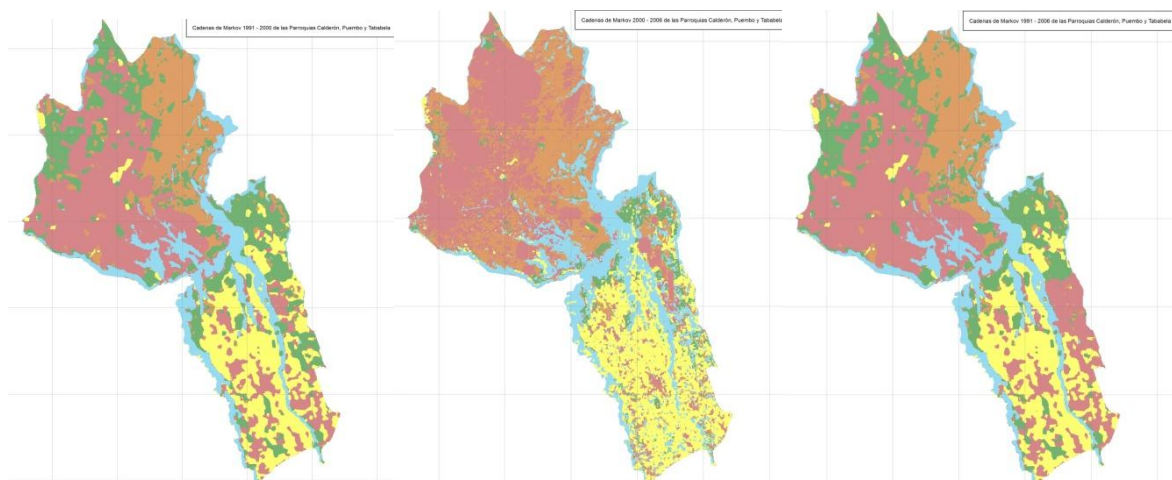 Cadenas de Markov 1991 - 2000 de las Parroquias Calderón, Puembo y Tababela
Cadenas de Markov 2000 - 2006 de las Parroquias Calderón, Puembo y Tababela
Cadenas de Markov 1991 - 2006 de las Parroquias Calderón, Puembo y Tababela